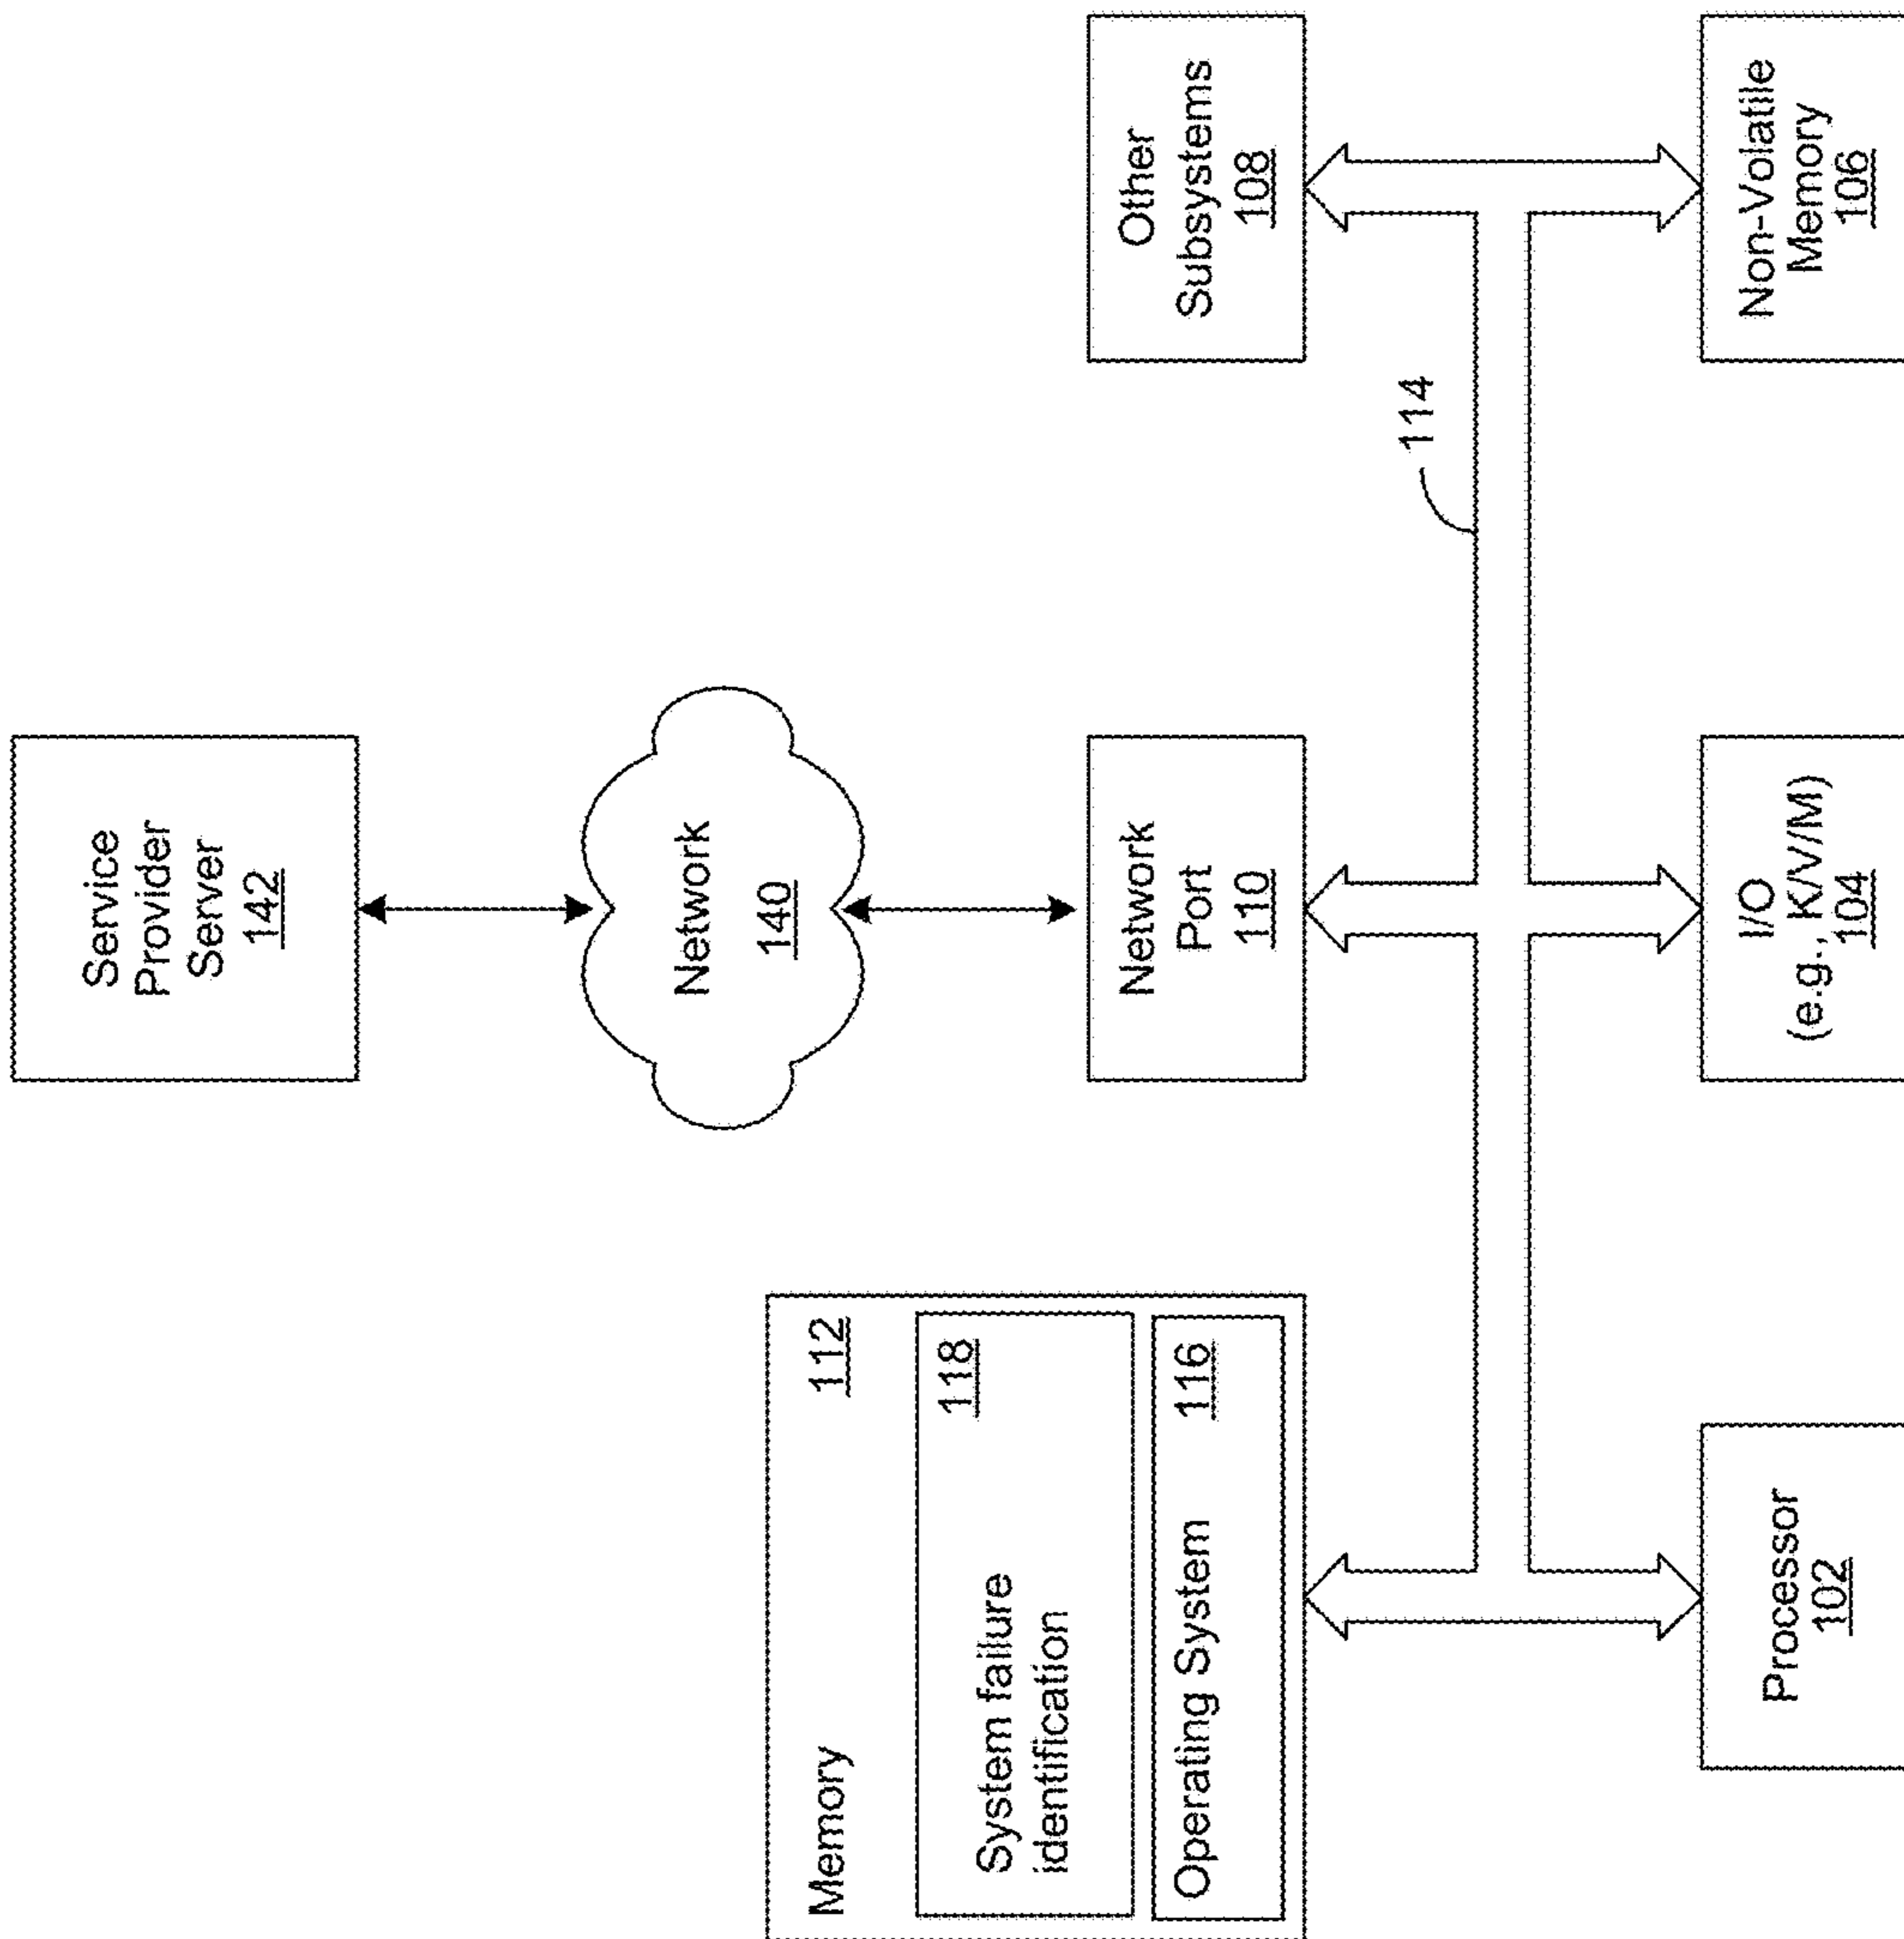 Service
Provider
Server
142
Network
140
Memory
112
System failure
identification
118
Operating System
116
Network
Port
110
Other
Subsystems
108
114
Processor
102
I/O
(e.g., K/V/M)
104
Non-Volatile
Memory
106